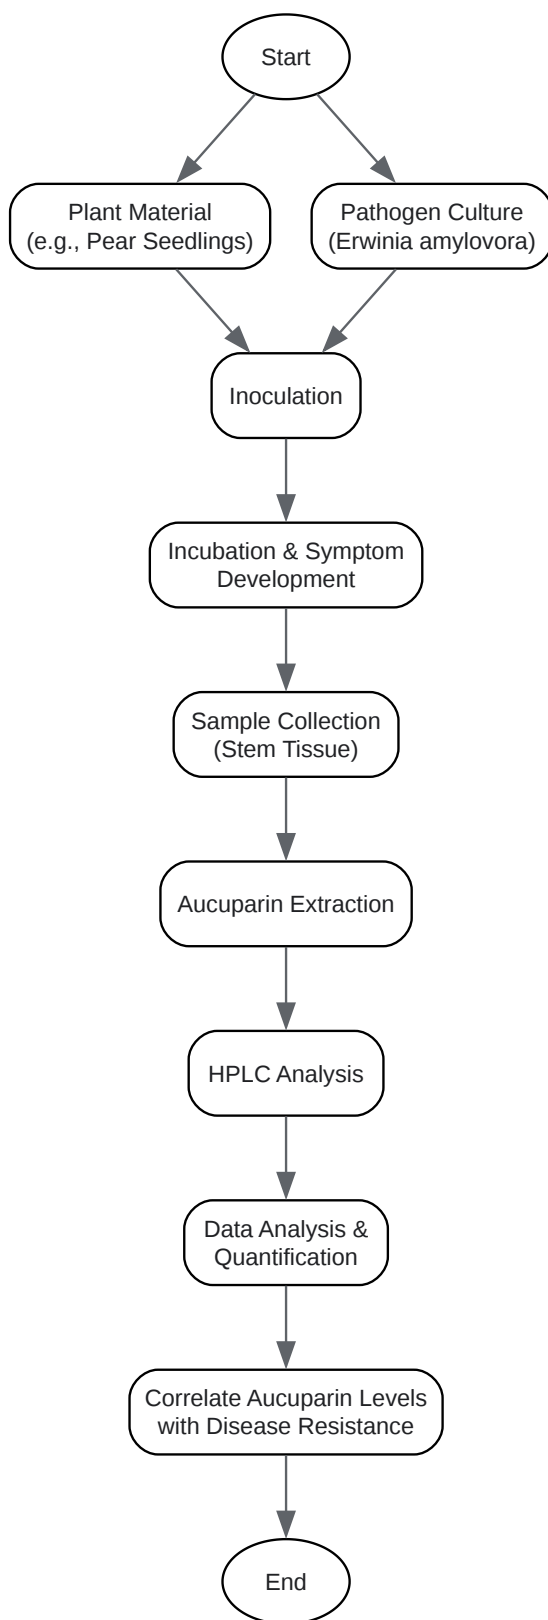 Start
Plant Material
(e.g., Pear Seedlings)
Pathogen Culture
(Erwinia amylovora)
Inoculation
Incubation & Symptom
Development
Sample Collection
(Stem Tissue)
Aucuparin Extraction
HPLC Analysis
Data Analysis &
Quantification
Correlate Aucuparin Levels
with Disease Resistance
End